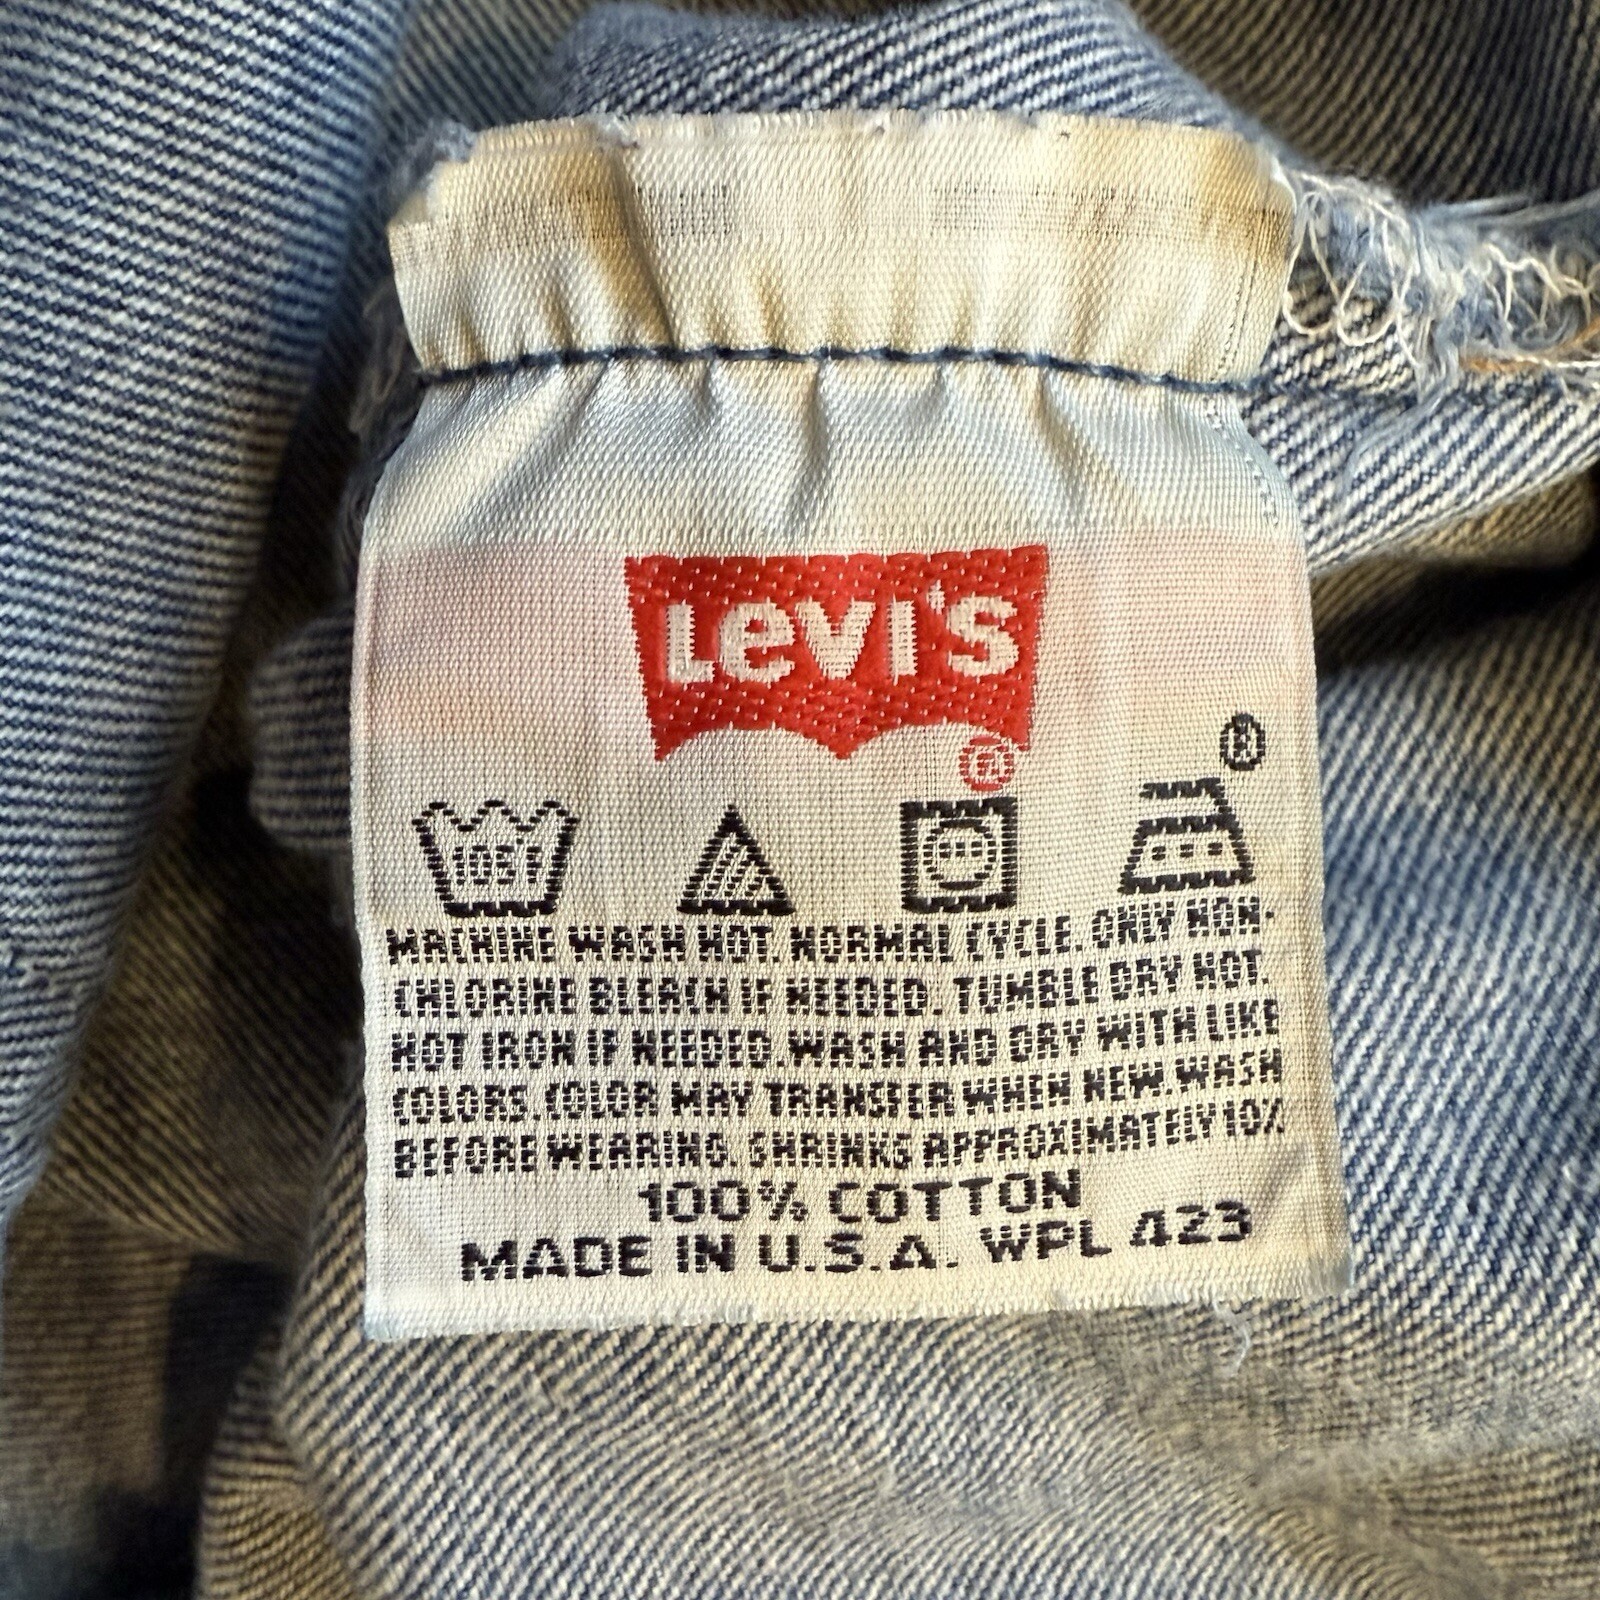 LEVI'S
®
®
105°F
MACHINE WASH HOT. NORMAL CYCLE. ONLY NON-
CHLORINE BLEACH IF NEEDED. TUMBLE DRY HOT.
HOT IRON IF NEEDED. WASH AND DRY WITH LIKE
COLORS. COLOR MAY TRANSFER WHEN NEW. WASH
BEFORE WEARING. SHRINKS APPROXIMATELY 10%
100% COTTON
MADE IN U.S.A. WPL 423